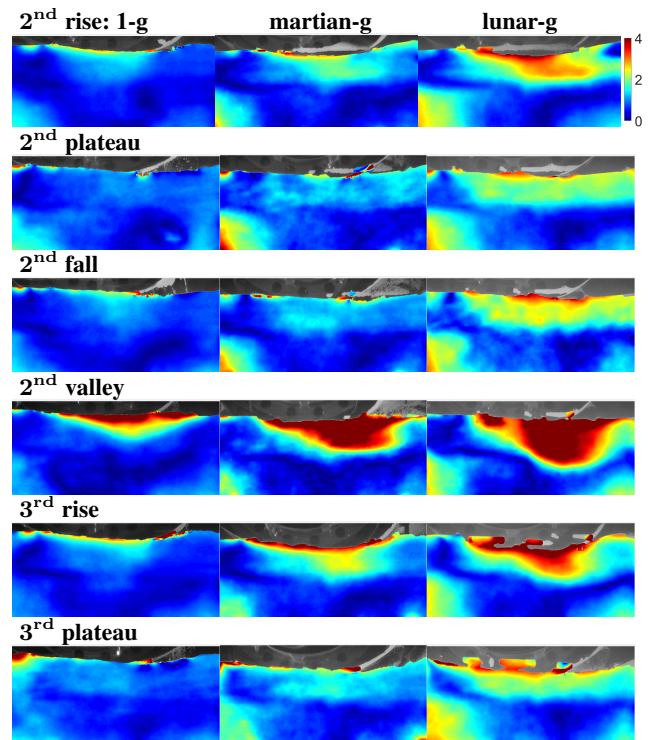 2nd rise: 1-g martian-g lunar-g
4
2
0
2nd plateau
2nd fall
2nd valley
3rd rise
3rd plateau